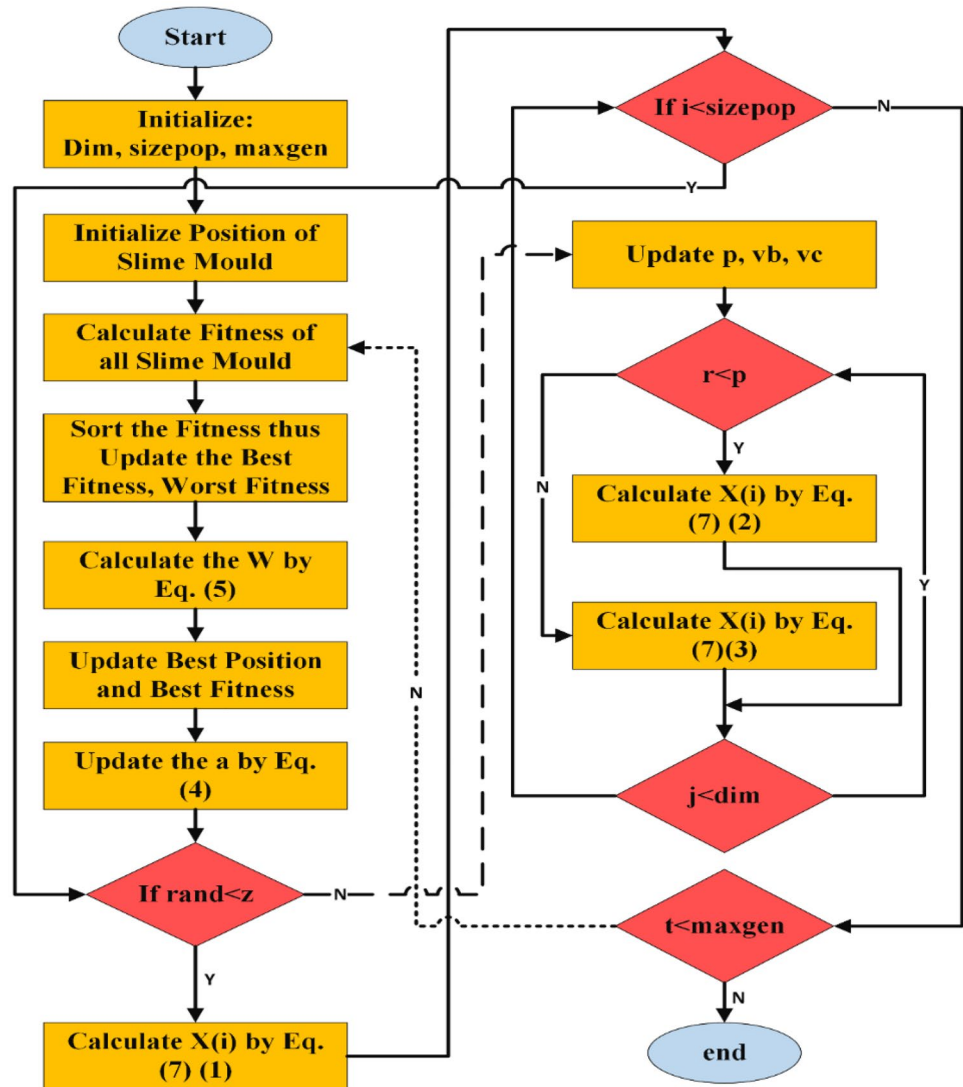 Start
Initialize:
Dim, sizepop, maxgen
Initialize Position of
Slime Mould
Calculate Fitness of
all Slime Mould
Sort the Fitness thus
Update the Best
Fitness, Worst Fitness
Calculate the W by
Eq. (5)
Update Best Position
and Best Fitness
Update the a by Eq.
(4)
If rand<z
N
Y
Calculate X(i) by Eq.
(7) (1)
If i<sizepop
N
Y
Update p, vb, vc
r<p
Y
N
Calculate X(i) by Eq.
(7) (2)
Y
Calculate X(i) by Eq.
(7)(3)
N
j<dim
t<maxgen
N
end